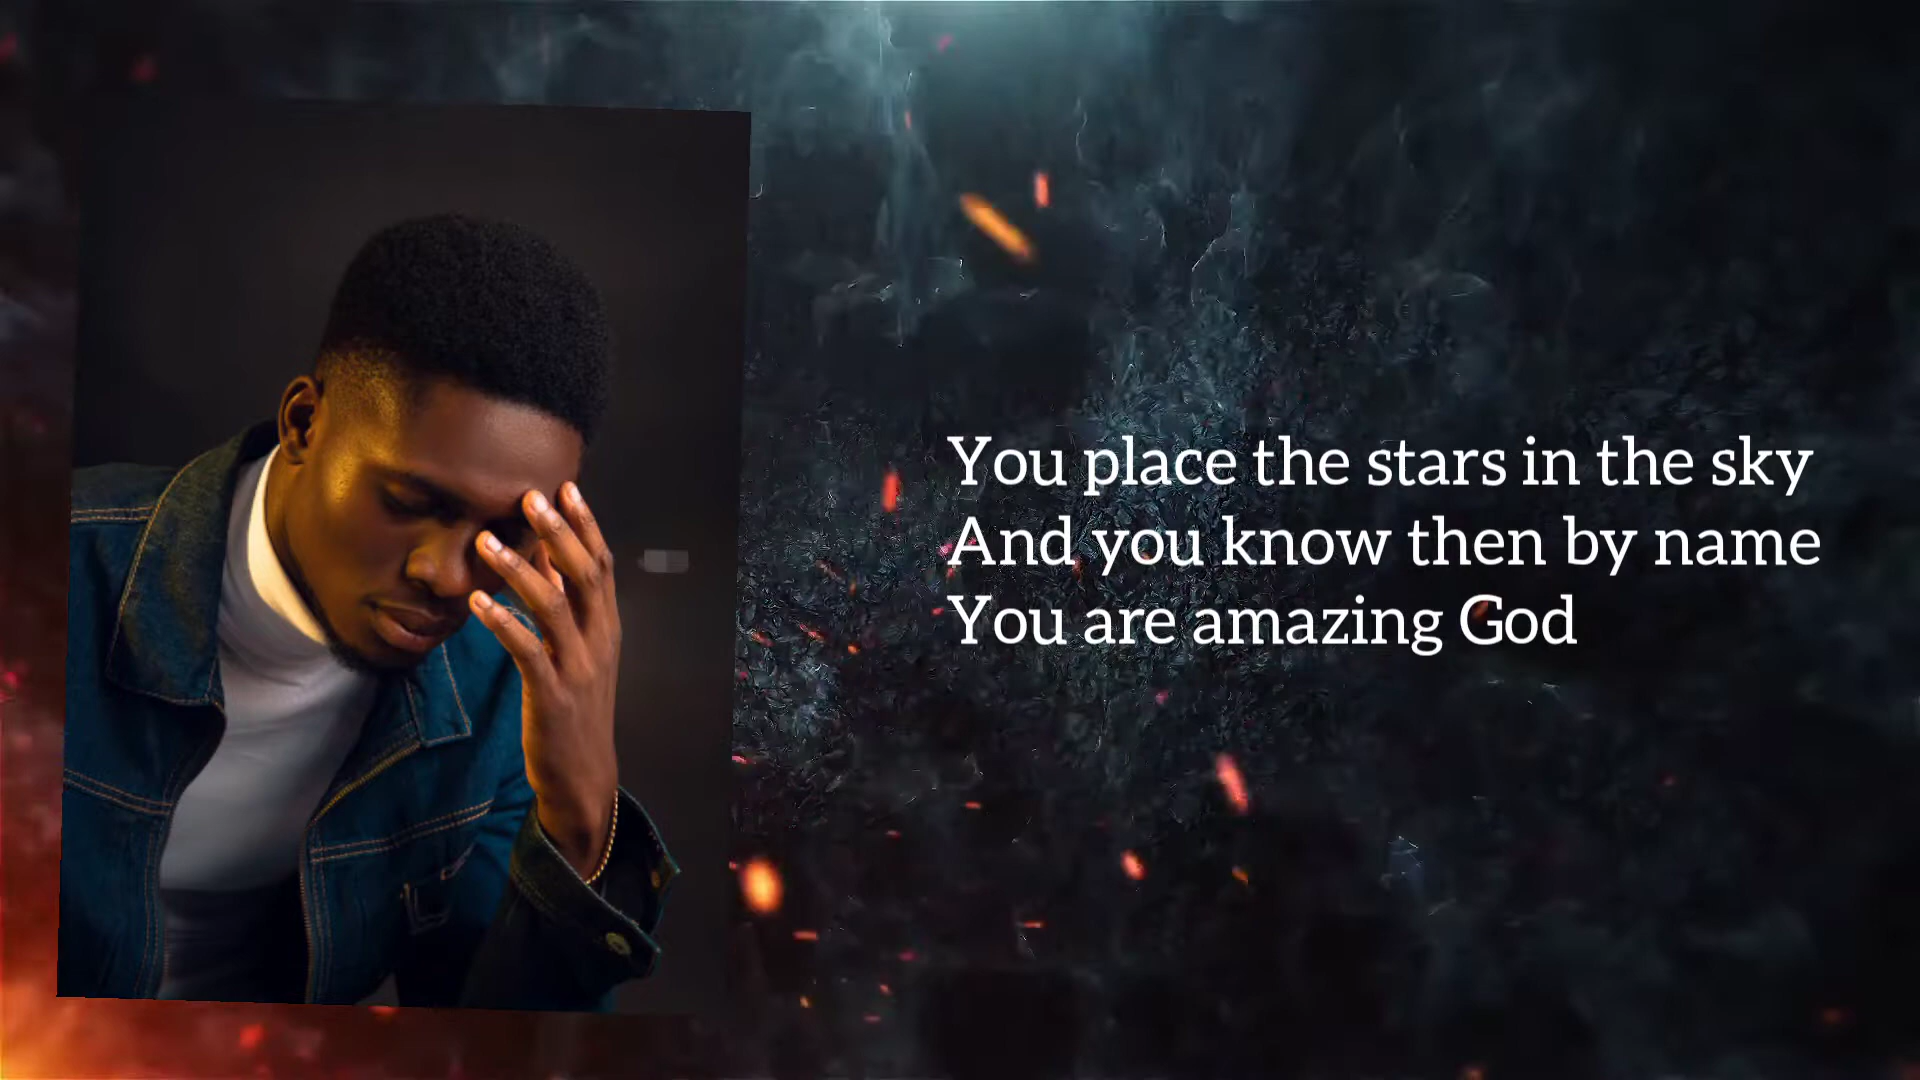 You place the stars in the sky
And you know then by name
You are amazing God